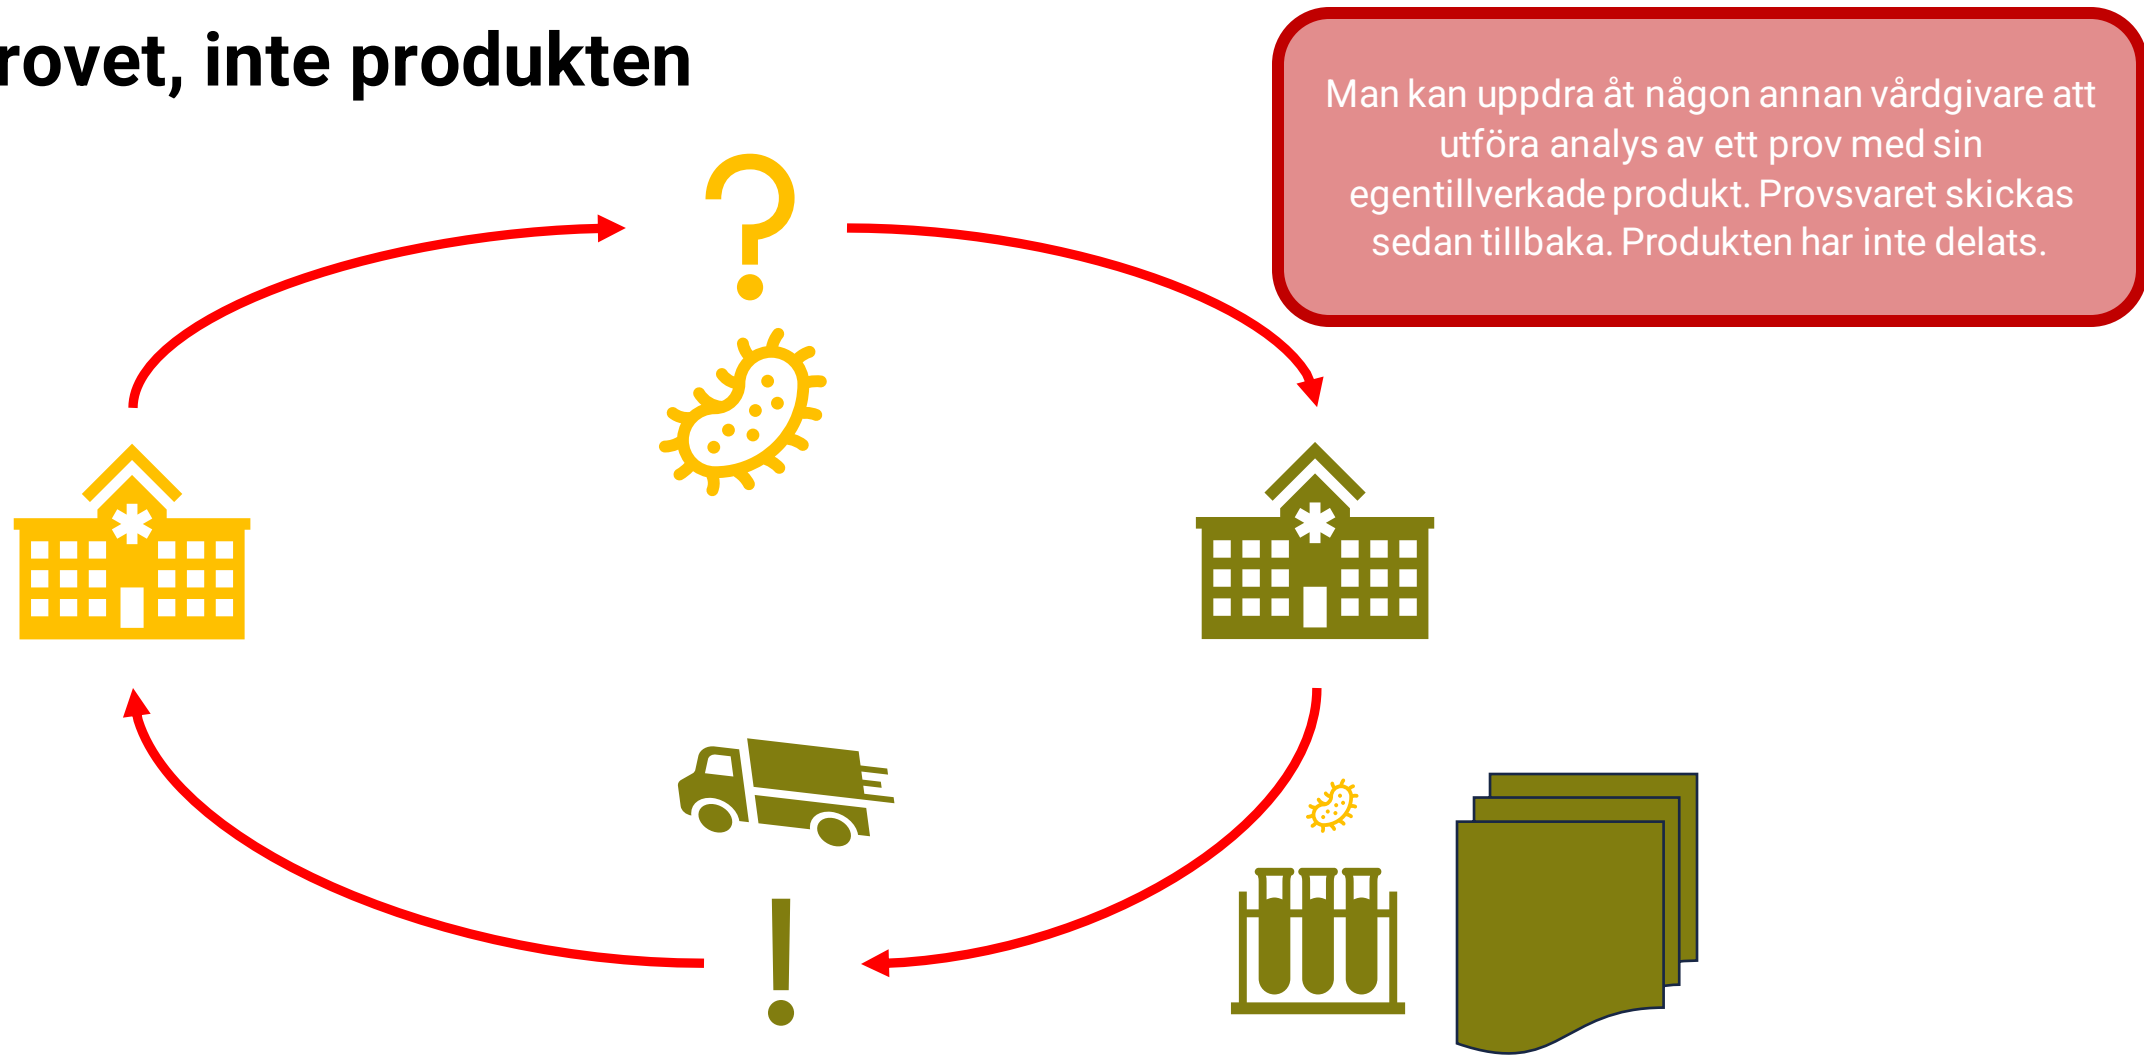 rovet, inte produkten
Man kan uppdra åt någon annan vårdgivare att
utföra analys av ett prov med sin
egentillverkade produkt. Provsvaret skickas
sedan tillbaka. Produkten har inte delats.
?
!